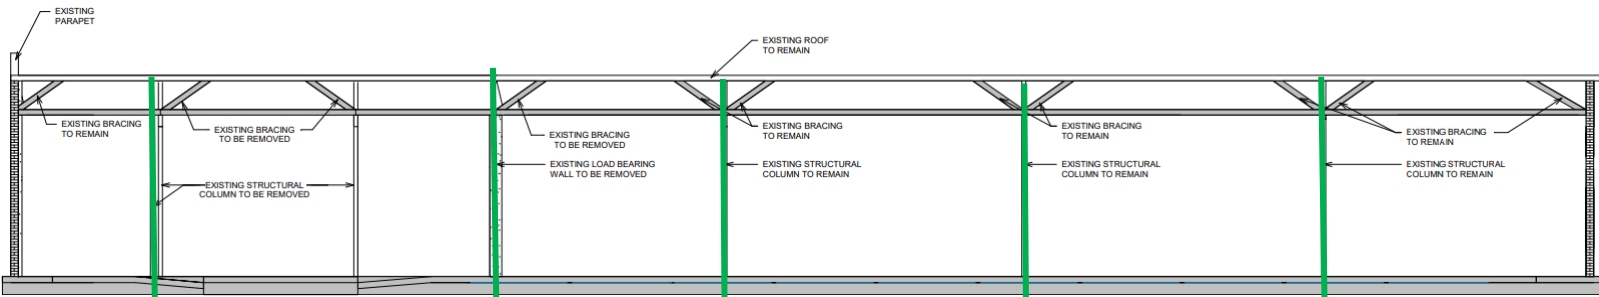 EXISTING
PARAPET
EXISTING ROOF
TO REMAIN
EXISTING BRACING
TO REMAIN
EXISTING BRACING
TO BE REMOVED
EXISTING STRUCTURAL
COLUMN TO BE REMOVED
EXISTING BRACING
TO BE REMOVED
EXISTING LOAD BEARING
WALL TO BE REMOVED
EXISTING BRACING
TO REMAIN
EXISTING STRUCTURAL
COLUMN TO REMAIN
EXISTING BRACING
TO REMAIN
EXISTING STRUCTURAL
COLUMN TO REMAIN
EXISTING BRACING
TO REMAIN
EXISTING STRUCTURAL
COLUMN TO REMAIN